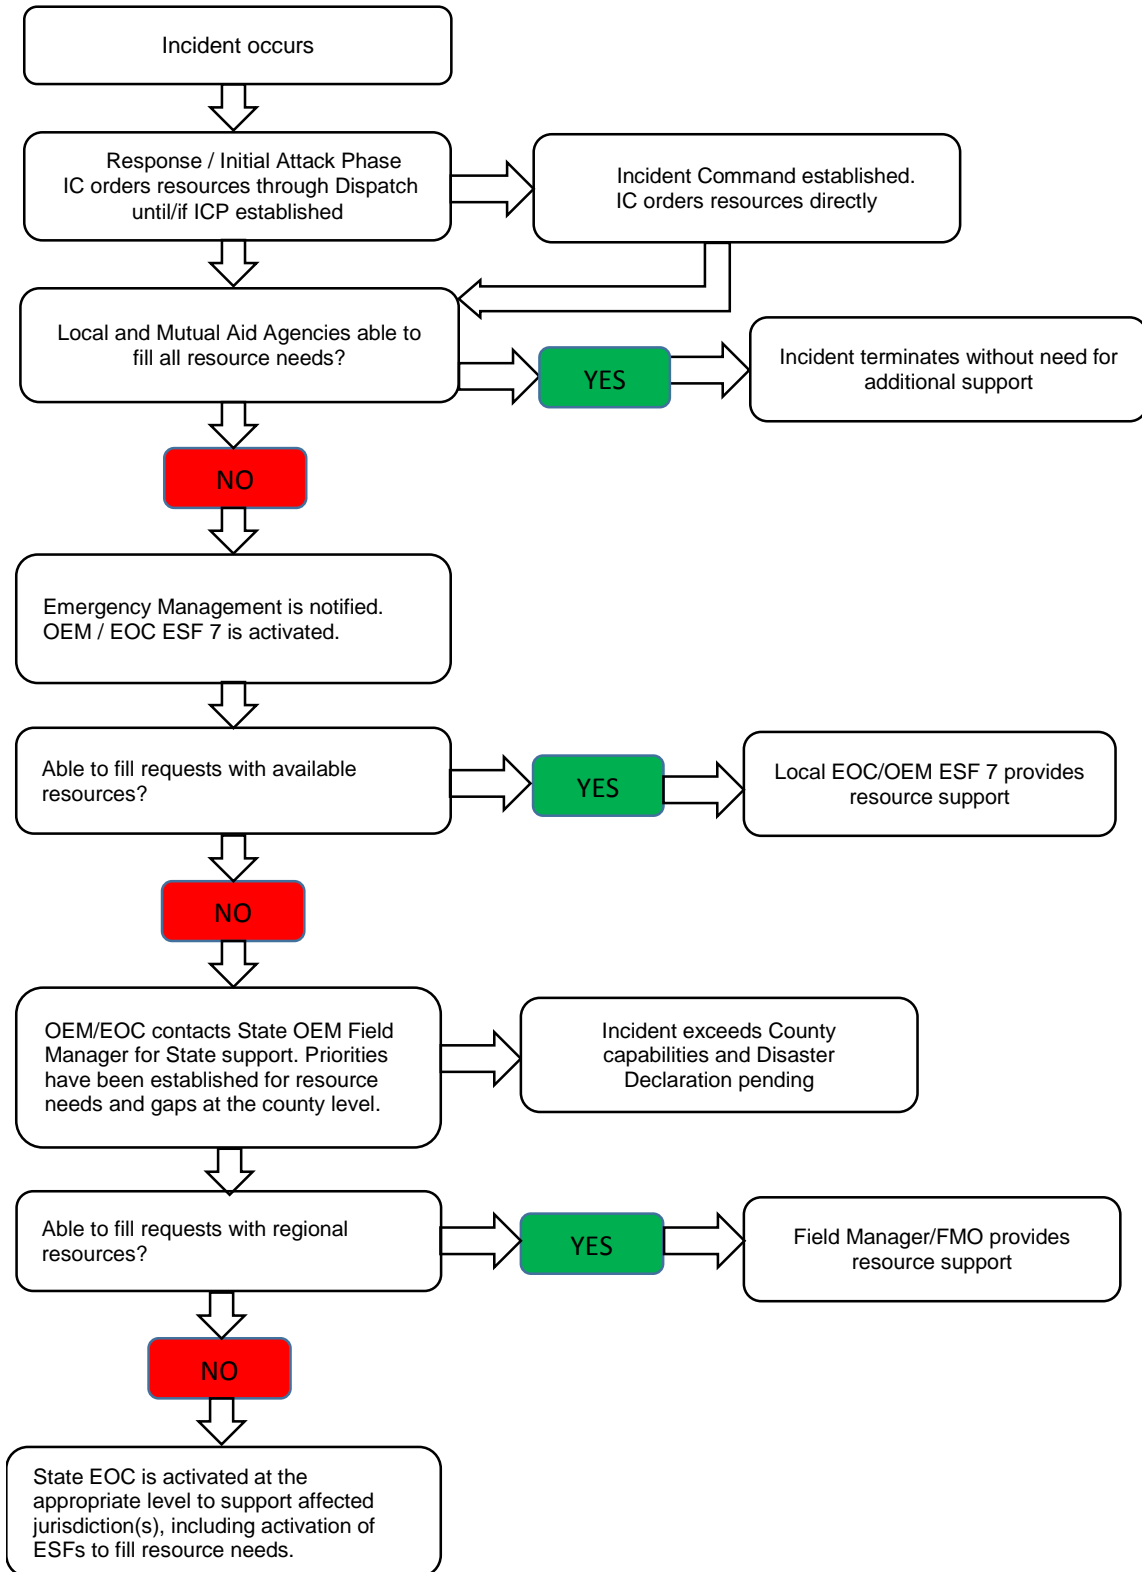 Incident occurs
Response / Initial Attack Phase
IC orders resources through Dispatch
until/if ICP established
Incident Command established.
IC orders resources directly
Local and Mutual Aid Agencies able to
fill all resource needs?
YES
Incident terminates without need for
additional support
NO
Emergency Management is notified.
OEM / EOC ESF 7 is activated.
Able to fill requests with available
resources?
YES
Local EOC/OEM ESF 7 provides
resource support
NO
OEM/EOC contacts State OEM Field
Manager for State support. Priorities
have been established for resource
needs and gaps at the county level.
Incident exceeds County
capabilities and Disaster
Declaration pending
Able to fill requests with regional
resources?
YES
Field Manager/FMO provides
resource support
NO
State EOC is activated at the
appropriate level to support affected
jurisdiction(s), including activation of
ESFs to fill resource needs.